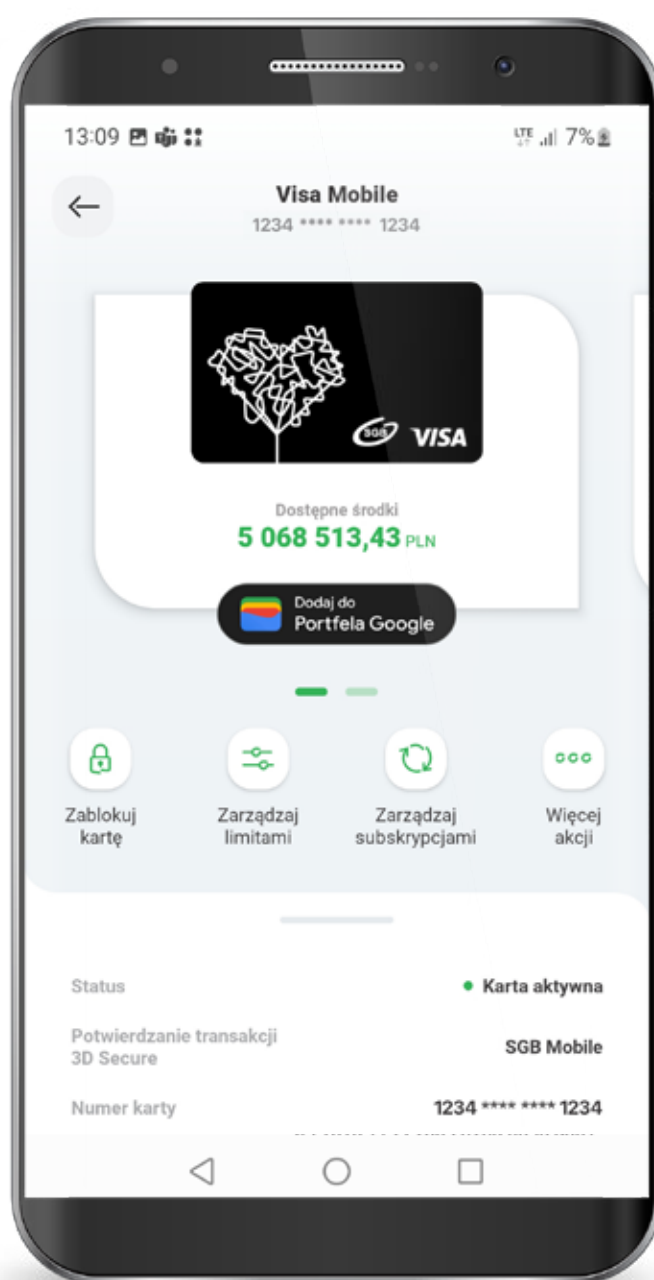 13:09
LTE 7%
Visa Mobile
1234 **** **** 1234
SGB VISA
Dostępne środki
5 068 513,43 PLN
Dodaj do
Portfela Google
Zablokuj
kartę
Zarządzaj
limitami
Zarządzaj
subskrypcjami
Więcej
akcji
Status
Karta aktywna
Potwierdzanie transakcji
3D Secure
SGB Mobile
Numer karty
1234 **** **** 1234